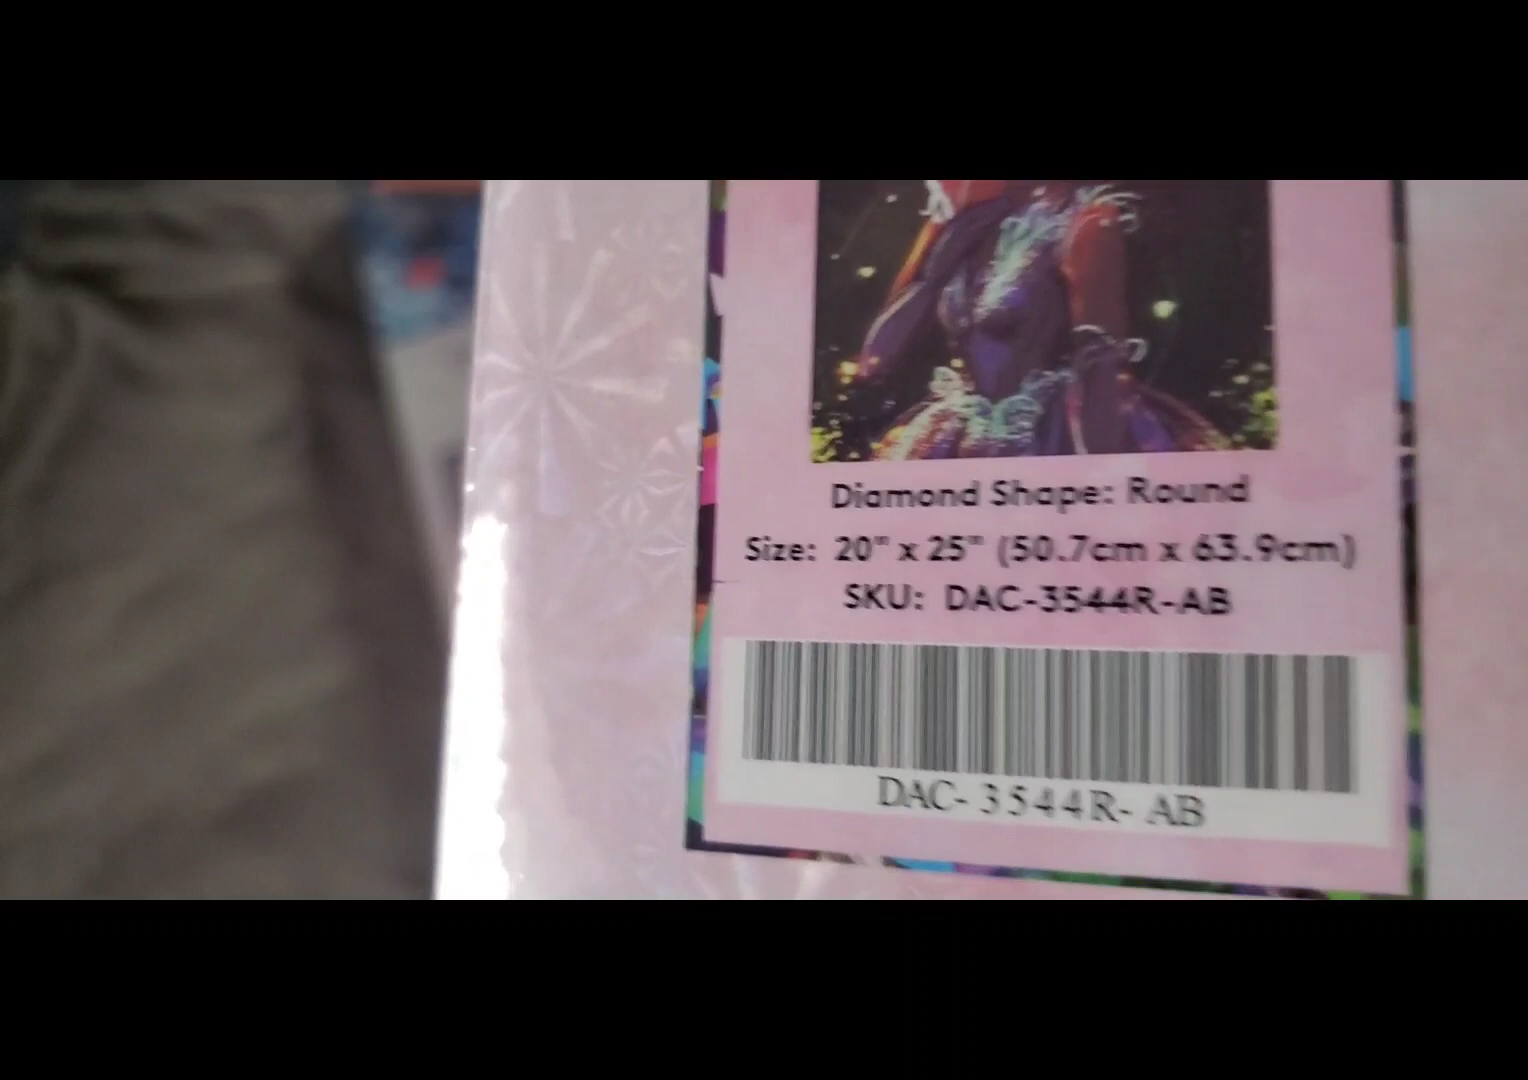 Diamond Shape: Round
Size: 20" x 25" (50.7cm x 63.9cm)
SKU: DAC-3544R-AB
DAC- 3544R- AB